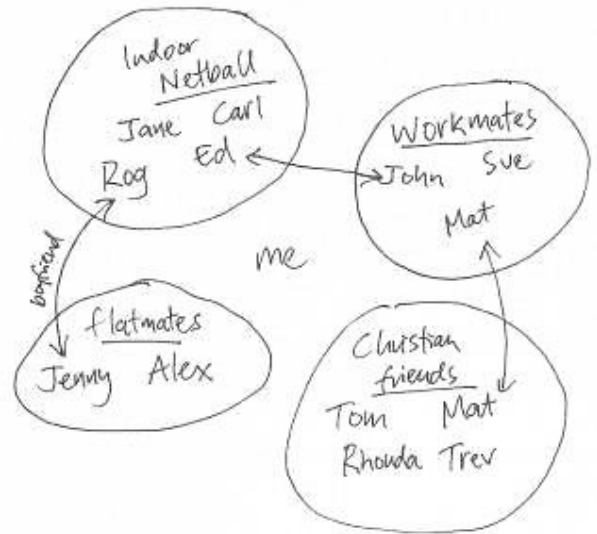 Indoor
Netball
Jane Carl
Rog Ed
Workmates
John Sue
Mat
me
boyfriend
flatmates
Jenny Alex
Christian
friends
Tom Mat
Rhonda Trev